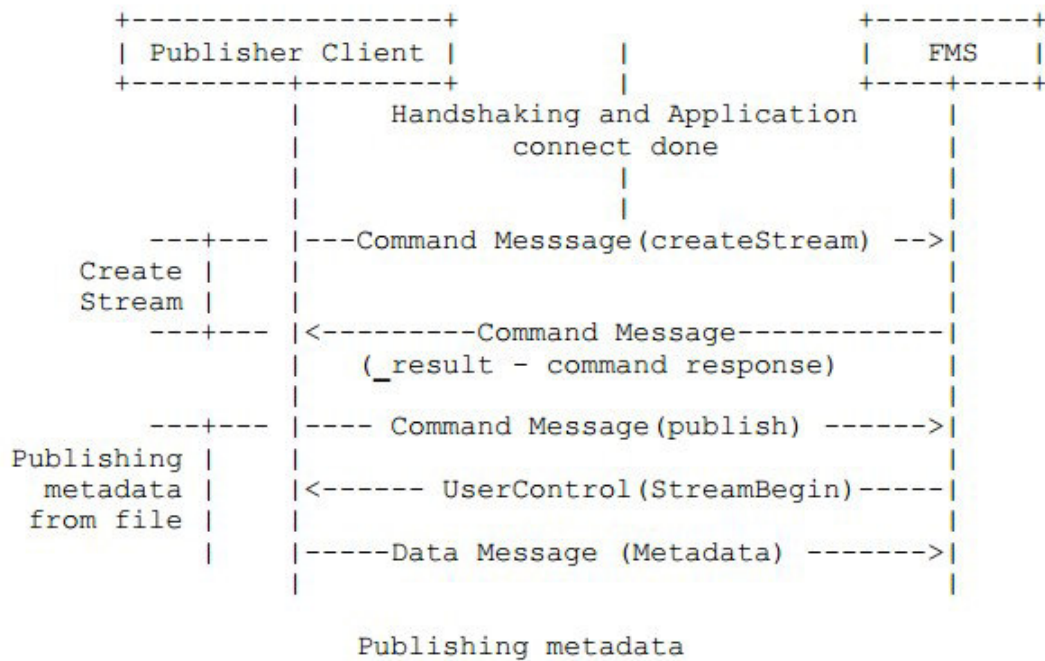 +------------------+                         +---------+
| Publisher Client |            |            |   FMS   |
+---------+--------+            |            +----+----+
          |     Handshaking and Application       |
          |            connect done               |
          |                     |                 |
          |                     |                 |
---+--- |---Command Messsage(createStream) -->|
Create |    |                                       |
Stream |    |                                       |
---+--- |<---------Command Message------------|
          |   (_result - command response)        |
          |                                       |
---+--- |---- Command Message(publish) ------>|
Publishing |    |                                       |
metadata |    |<------ UserControl(StreamBegin)-----|
from file |    |                                       |
|    |-----Data Message (Metadata) ------->|
          |                                       |
Publishing metadata